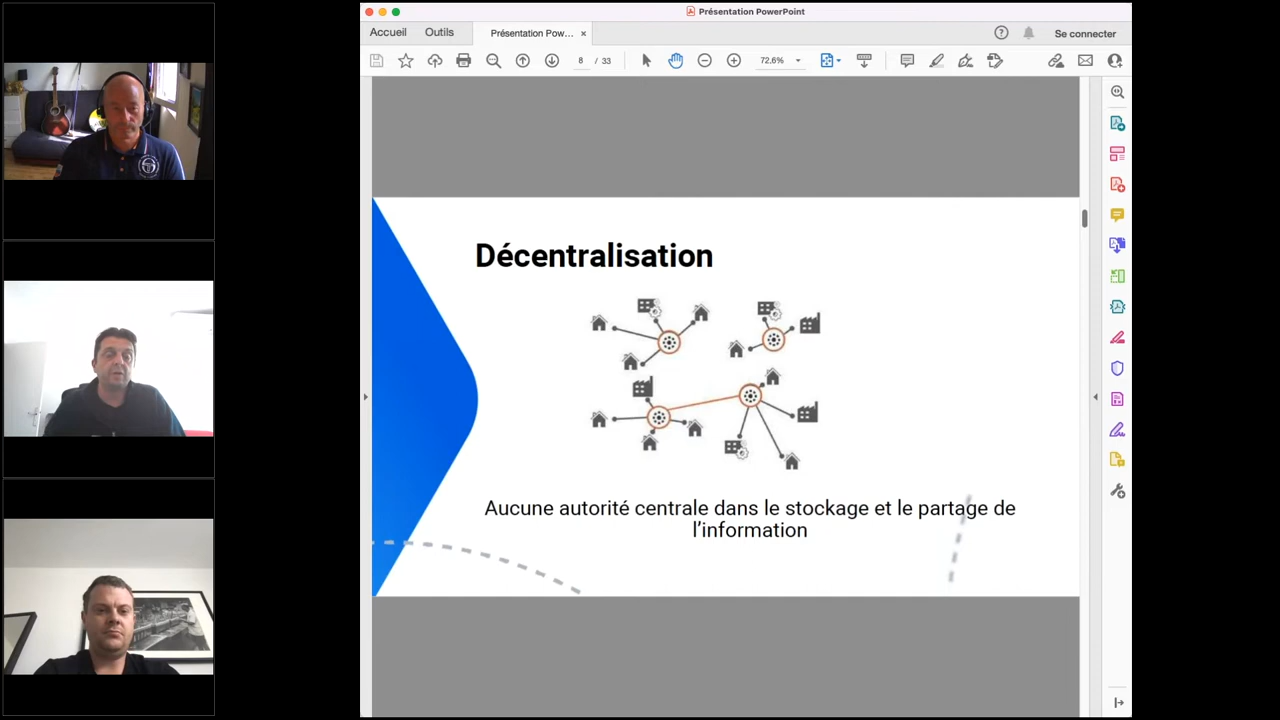 Présentation PowerPoint
Accueil
Outils
Présentation Pow...
Se connecter
8 / 33
72,6%
Décentralisation
Aucune autorité centrale dans le stockage et le partage de
l'information